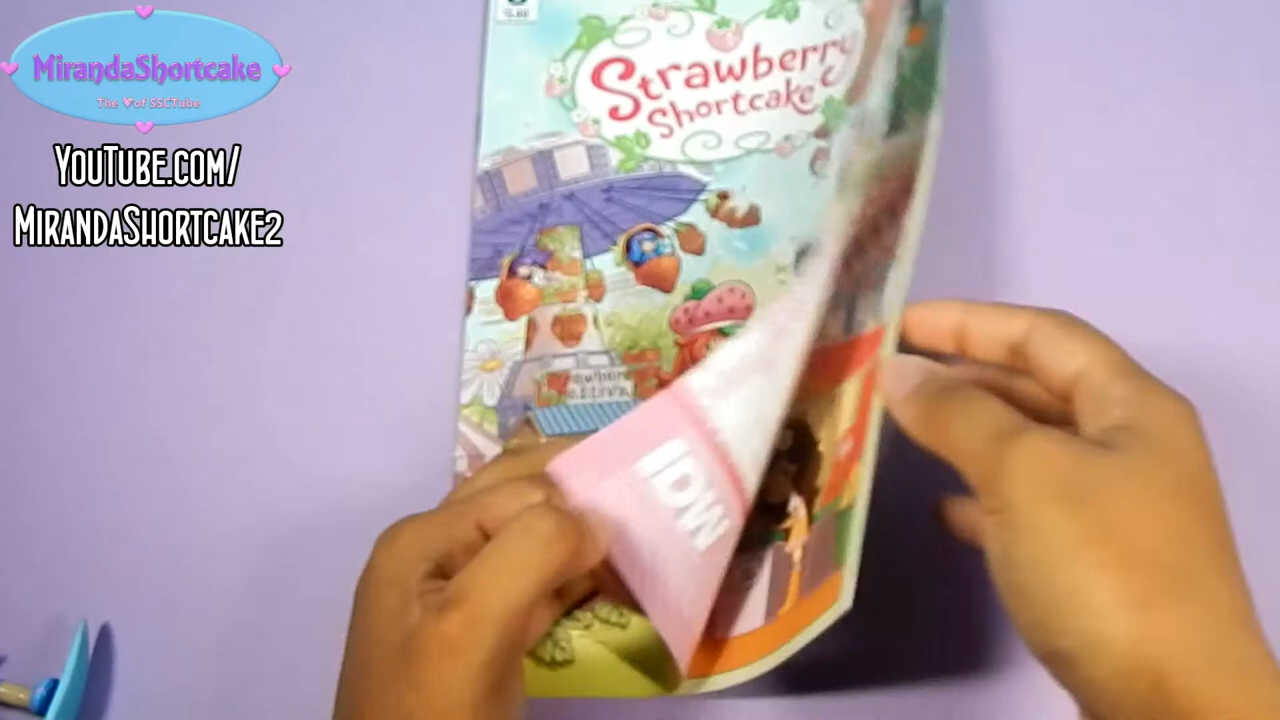 MirandaShortcake
The ♥ of SSCTube
YouTube.com/
MirandaShortcake2
Strawberry
Shortcake
IDW